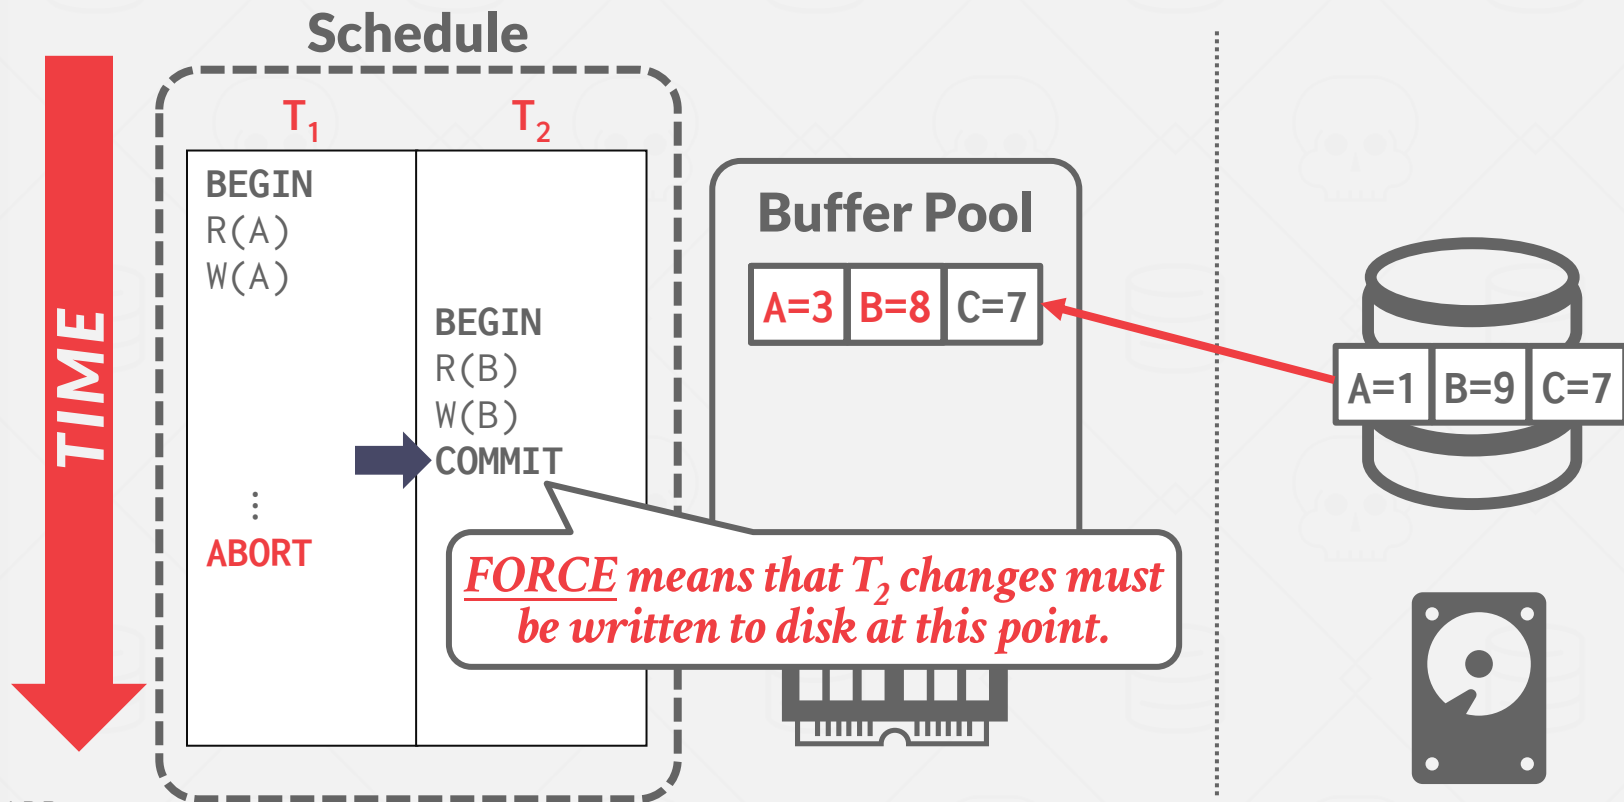 Schedule
TIME
T₁ T₂
BEGIN
R(A)
W(A)
⋮
ABORT
BEGIN
R(B)
W(B)
COMMIT
FORCE means that T₂ changes must
be written to disk at this point.
Buffer Pool
A=3 B=8 C=7
A=1 B=9 C=7